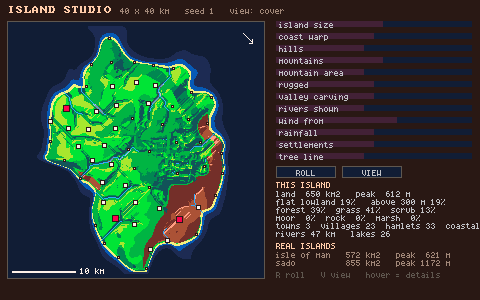 ISLAND STUDIO 40 x 40 km seed 1 view: cover
island size
coast warp
hills
mountains
mountain area
rugged
valley carving
rivers shown
wind from
rainfall
settlements
tree line
ROLL VIEW
THIS ISLAND
land 650 km2 peak 612 m
flat lowland 19% above 300 m 19%
forest 39% grass 41% scrub 13%
moor 0% rock 0% marsh 0%
towns 3 villages 23 hamlets 33 coastal
rivers 47 km lakes 26
REAL ISLANDS
isle of man 572 km2 peak 621 m
sado 855 km2 peak 1172 m
R roll V view hover = details
10 km